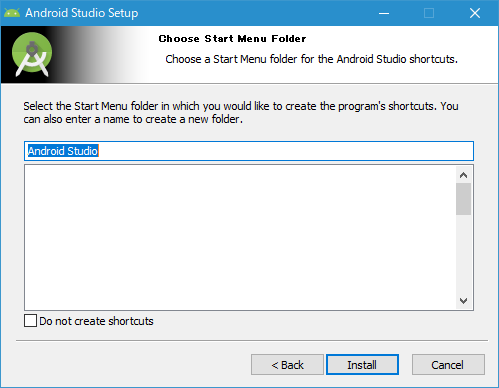 Android Studio Setup
Choose Start Menu Folder
Choose a Start Menu folder for the Android Studio shortcuts.
Select the Start Menu folder in which you would like to create the program's shortcuts. You
can also enter a name to create a new folder.
Android Studio
Do not create shortcuts
< Back
Install
Cancel